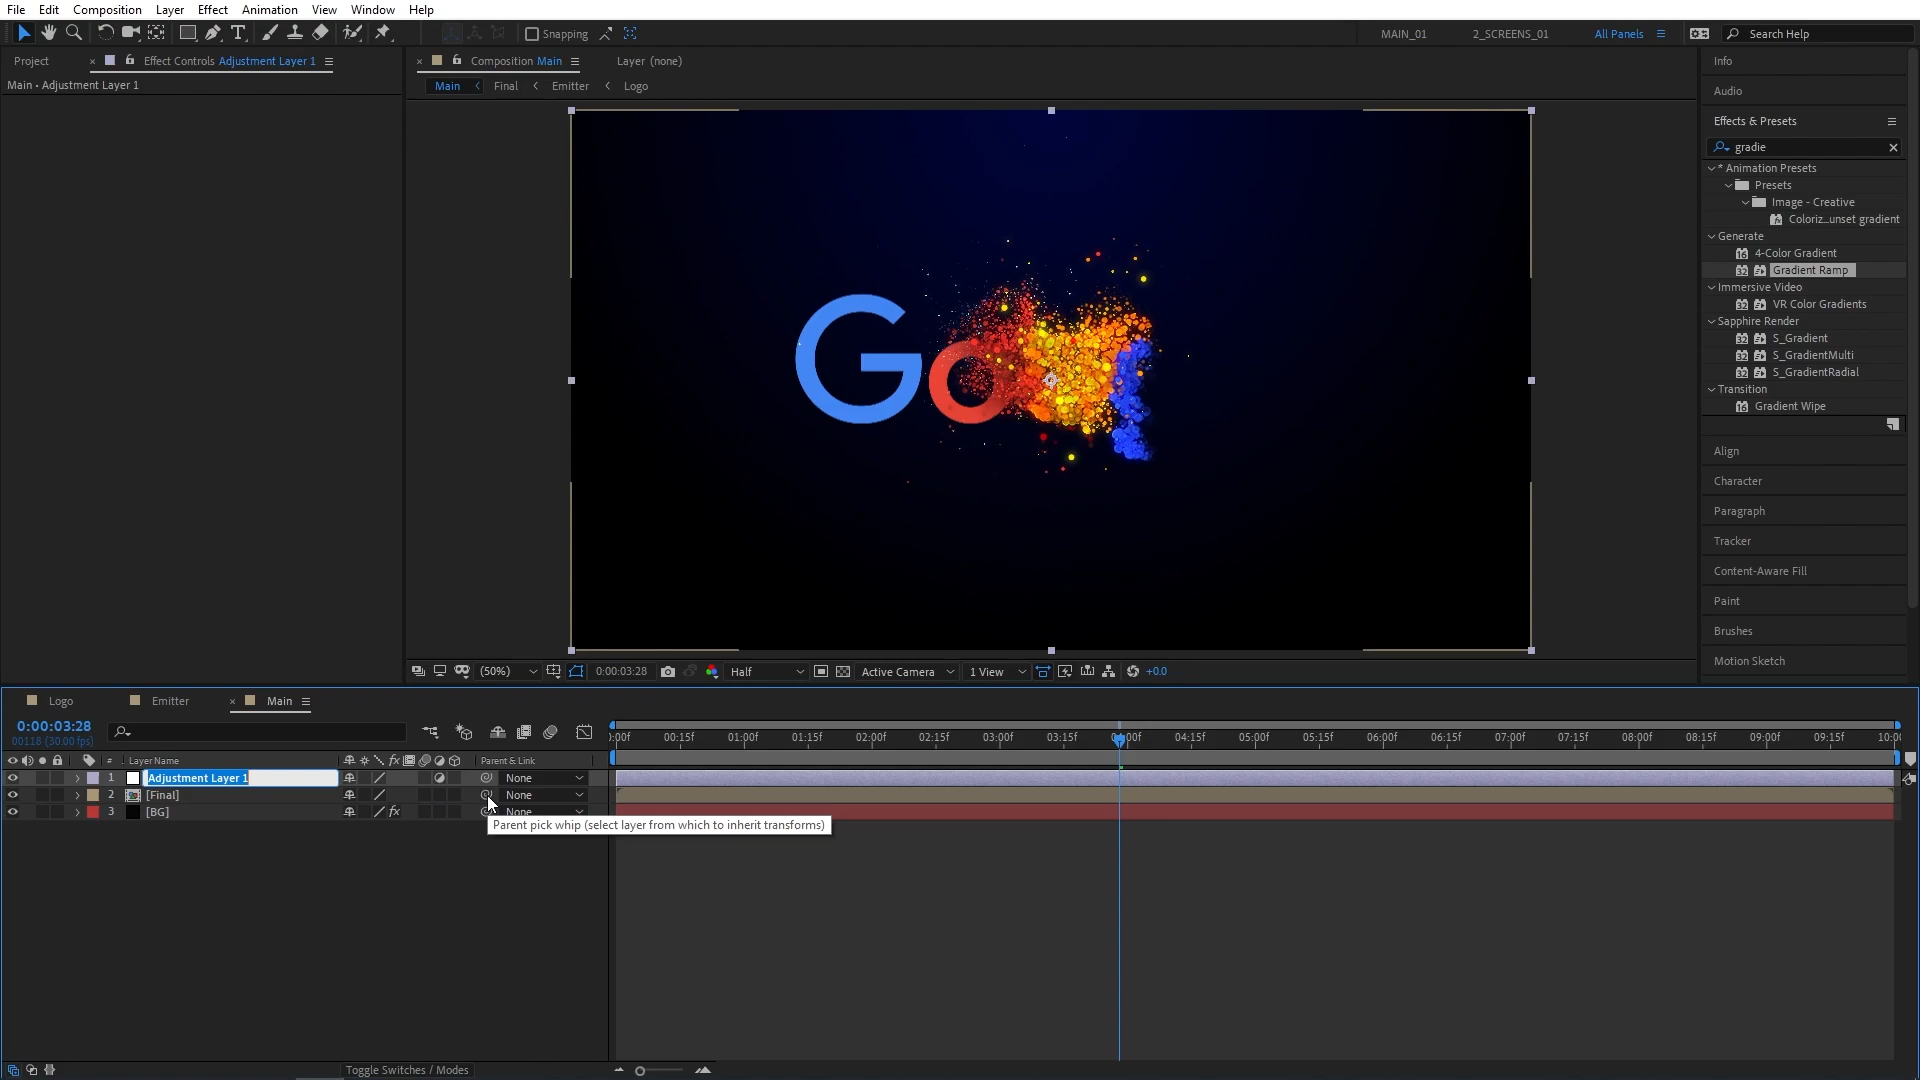 File Edit Composition Layer Effect Animation View Window Help
Snapping
MAIN_01 2_SCREENS_01 All Panels Search Help
Project Effect Controls Adjustment Layer 1
Main • Adjustment Layer 1
Composition Main Layer (none)
Main Final Emitter Logo
Go
(50%) 0:00:03:28 Half Active Camera 1 View +0.0
Info
Audio
Effects & Presets
gradie
* Animation Presets
Presets
Image - Creative
Coloriz...unset gradient
Generate
4-Color Gradient
Gradient Ramp
Immersive Video
VR Color Gradients
Sapphire Render
S_Gradient
S_GradientMulti
S_GradientRadial
Transition
Gradient Wipe
Align
Character
Paragraph
Tracker
Content-Aware Fill
Paint
Brushes
Motion Sketch
Logo Emitter Main
0:00:03:28
00118 (30.00 fps)
):00f 00:15f 01:00f 01:15f 02:00f 02:15f 03:00f 03:15f 04:00f 04:15f 05:00f 05:15f 06:00f 06:15f 07:00f 07:15f 08:00f 08:15f 09:00f 09:15f 10:00
# Layer Name fx Parent & Link
1 Adjustment Layer 1 None
2 [Final] None
3 [BG] fx None
Parent pick whip (select layer from which to inherit transforms)
Toggle Switches / Modes